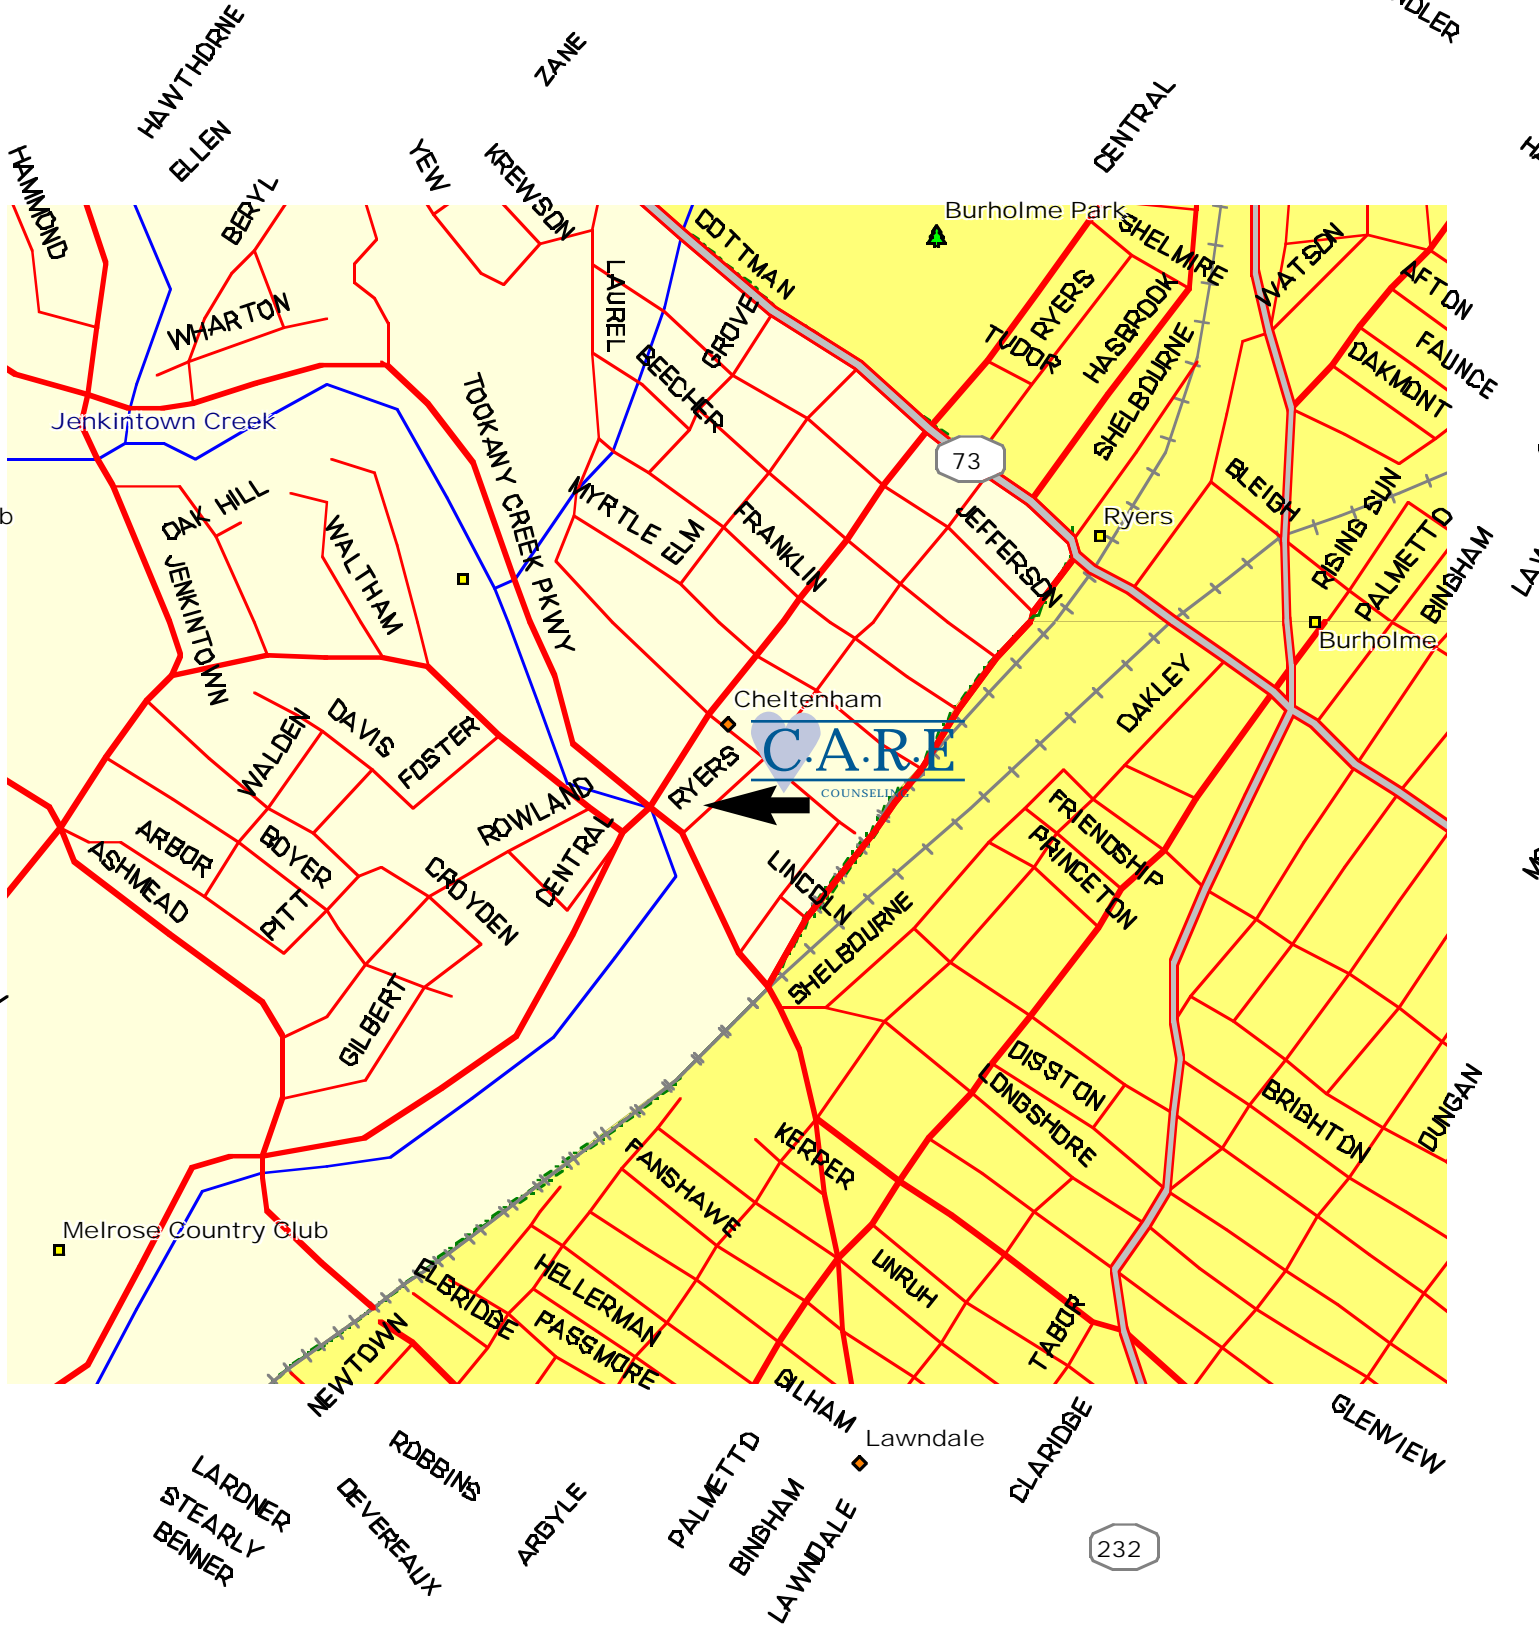 HAWTHORNE
ZANE
ELLEN
CENTRAL
HAMMOND
BERYL
YEW
KREWSON
COTTMAN
Burholme Park
SHELMIRE
WATSON
AFTON
LAUREL
GROVE
RYERS
HASBROOK
TUDOR
WHARTON
BEECHER
SHELBOURNE
OAKMONT
FAUNCE
Jenkintown Creek
TOOKANY CREEK PKWY
73
BLEIGH
RISING SUN
OAK HILL
WALTHAM
MYRTLE
ELM
FRANKLIN
JEFFERSON
Ryers
PALMETTO
BINGHAM
JENKINTOWN
Burholme
OAKLEY
Cheltenham
WALDEN
DAVIS
FOSTER
C.A.R.E
COUNSELING
RYERS
ROWLAND
FRIENDSHIP
PRINCETON
ARBOR
ASHMEAD
BOYER
PITT
CROYDEN
CENTRAL
LINCOLN
SHELBOURNE
GILBERT
DISSTON
LONGSHORE
BRIGHTON
DUNGAN
KERPER
FANSHAWE
Melrose Country Club
ELBRIDGE
HELLERMAN
UNRUH
TABOR
NEWTOWN
PASSMORE
GILHAM
GLENVIEW
Lawndale
ROBBINS
PALMETTO
CLARIDGE
LARDNER
STEARLY
BENNER
DEVEREAUX
ARGYLE
BINGHAM
LAWNDALE
232